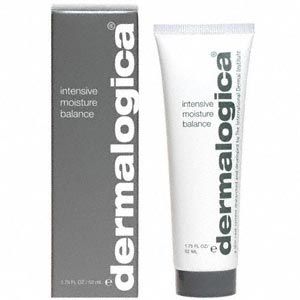 dermalogica®
intensive
moisture
balance
1.75 FL OZ / 52 mL e
dermalogica®
intensive
moisture
balance
1.75 FL OZ/
52 mL e